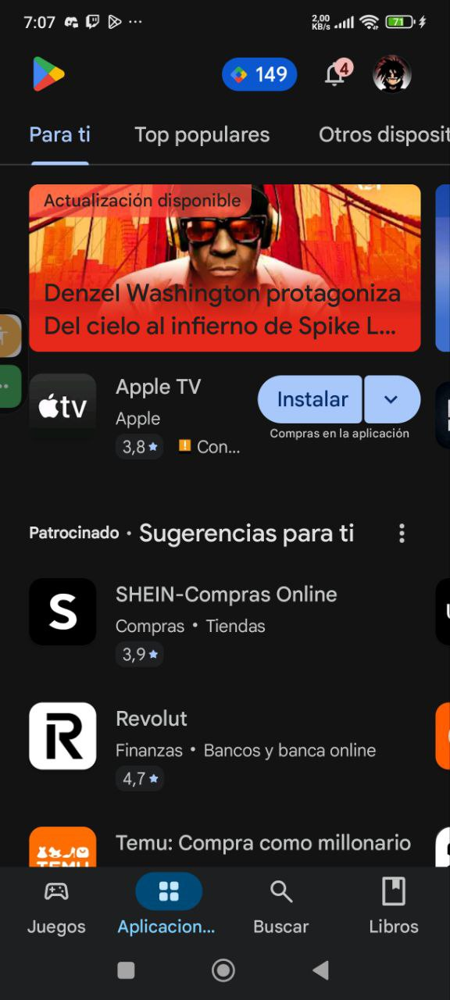 7:07
2,00
KB/s
71
149
4
Para ti
Top populares
Otros disposit
Actualización disponible
Denzel Washington protagoniza
Del cielo al infierno de Spike L...
tv
Apple TV
Apple
3,8
Con...
Instalar
Compras en la aplicación
Patrocinado • Sugerencias para ti
S
SHEIN-Compras Online
Compras • Tiendas
3,9
R
Revolut
Finanzas • Bancos y banca online
4,7
TEMU
Temu: Compra como millonario
Juegos
Aplicacion...
Buscar
Libros